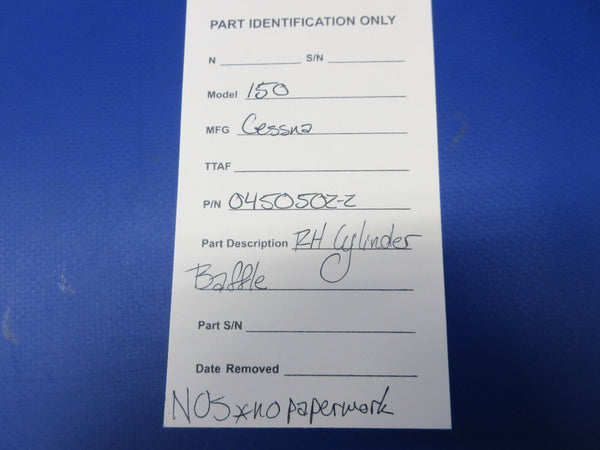 PART IDENTIFICATION ONLY
N S/N
Model 150
MFG Cessna
TTAF
P/N 0450502-2
Part Description RH Cylinder
Baffle
Part S/N
Date Removed
NOS *no paperwork